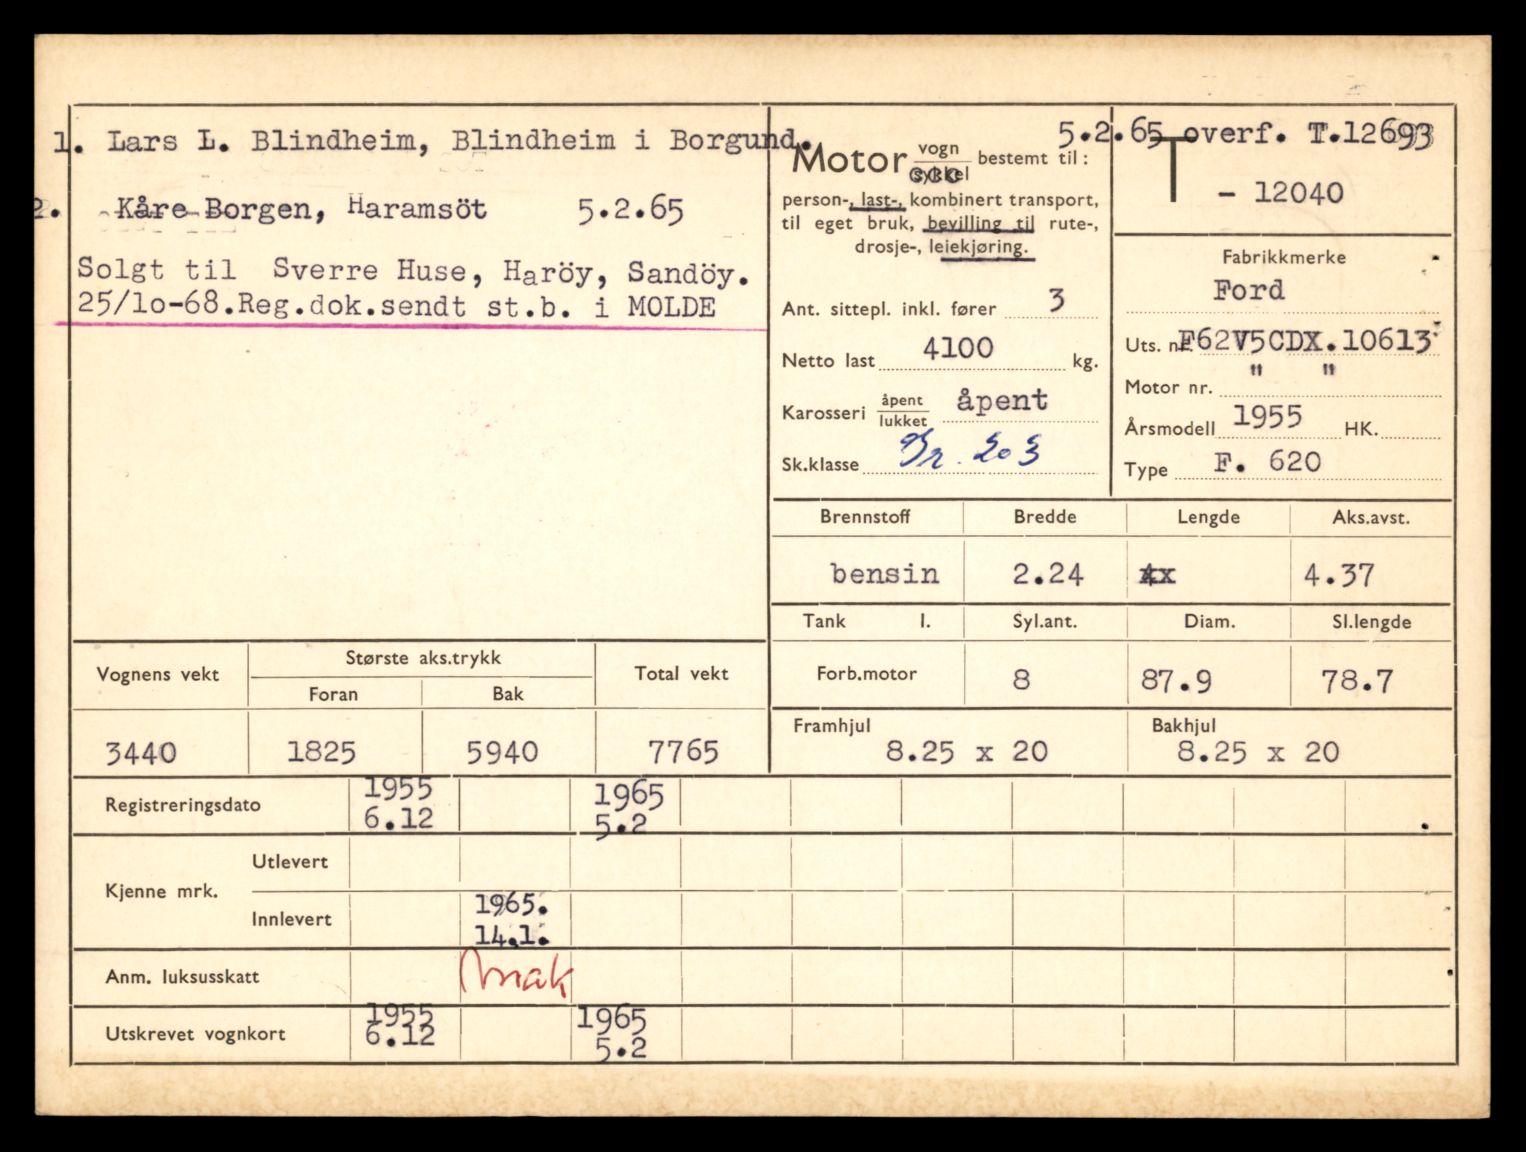 1. Lars L. Blindheim, Blindheim i Borgund.
2. Kåre Borgen, Haramsöt 5.2.65
Solgt til Sverre Huse, Haröy, Sandöy.
25/lo-68.Reg.dok.sendt st.b. i MOLDE
Motor vogn
sykkel bestemt til :
person-, last-, kombinert transport,
til eget bruk, bevilling til rute-,
drosje-, leiekjøring.
Ant. sittepl. inkl. fører 3
Netto last 4100 kg.
Karosseri åpent
lukket åpent
Sk.klasse Gr. 203
5.2.65 overf. T.12693
T - 12040
Fabrikkmerke
Ford
Uts. nr. F62V5CDX.10613
Motor nr. " "
Årsmodell 1955 HK.
Type F. 620
Brennstoff Bredde Lengde Aks.avst.
bensin 2.24 4.37
Tank l. Syl.ant. Diam. Sl.lengde
Forb.motor 8 87.9 78.7
Framhjul Bakhjul
8.25 x 20 8.25 x 20
Vognens vekt Største aks.trykk Total vekt
Foran Bak
3440 1825 5940 7765
Registreringsdato 1955 1965
6.12 5.2
Kjenne mrk. Utlevert
Innlevert 1965.
14.1.
Anm. luksusskatt
Utskrevet vognkort 1955 1965
6.12 5.2